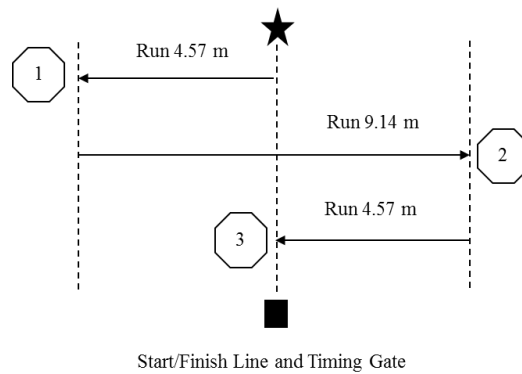 Run 4.57 m
1
Run 9.14 m
2
Run 4.57 m
3
Start/Finish Line and Timing Gate